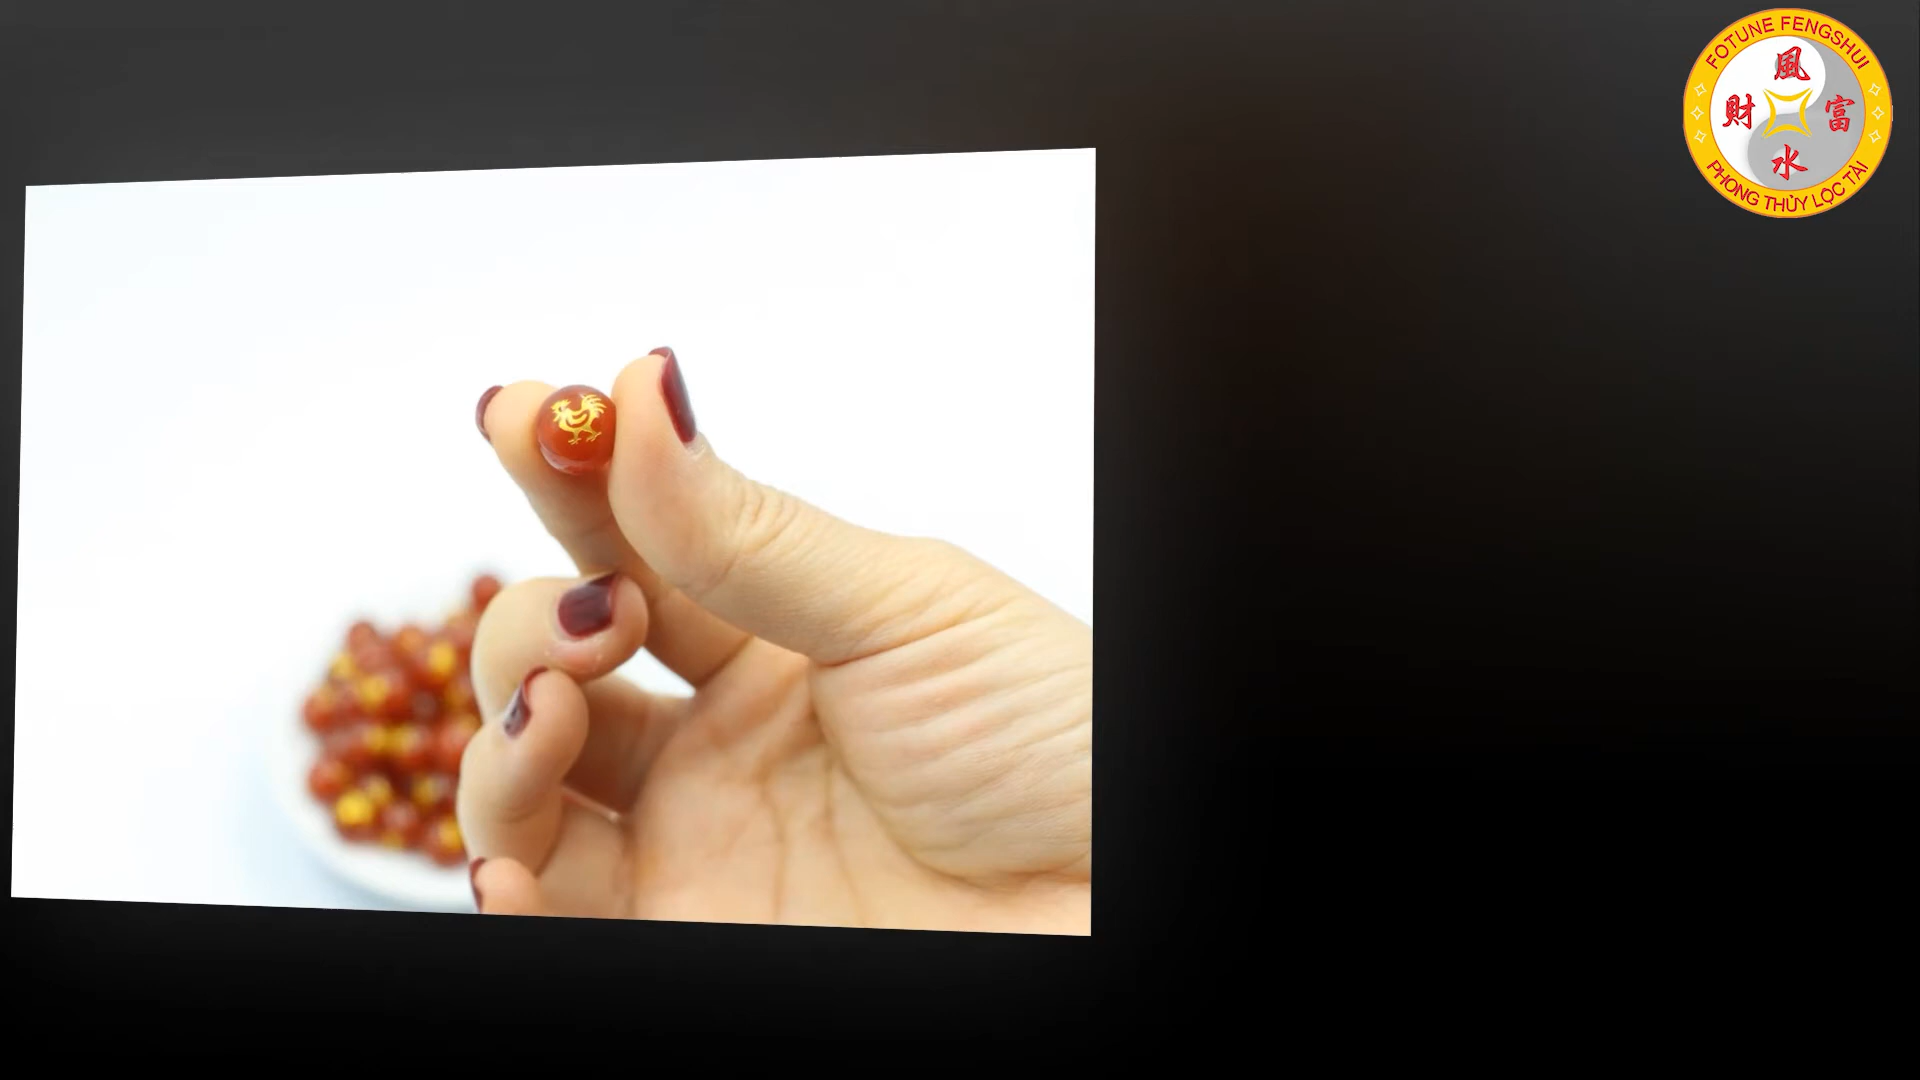 FOTUNE FENGSHUI
風
財 富
水
PHONG THỦY LỘC TÀI